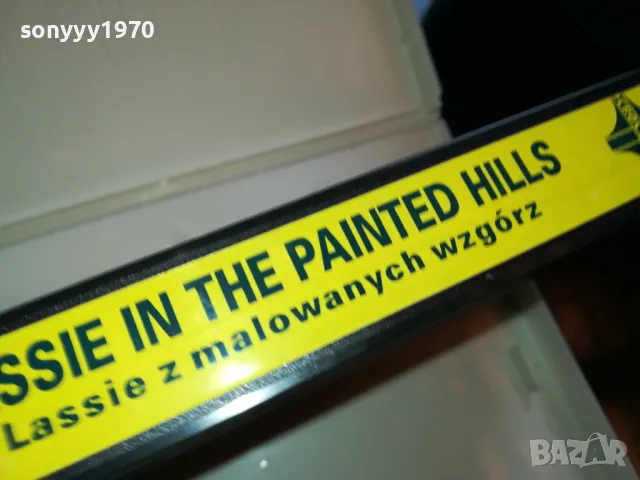 sonyyy1970
SSIE IN THE PAINTED HILLS
Lassie z malowanych wzgórz
BAZAR